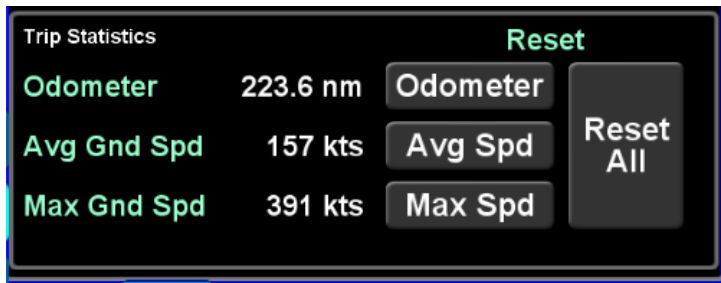 Trip Statistics Reset
Odometer 223.6 nm Odometer
Avg Gnd Spd 157 kts Avg Spd
Max Gnd Spd 391 kts Max Spd
Reset
All